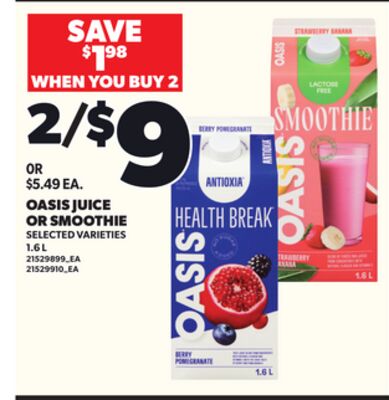 SAVE
$1.98
WHEN YOU BUY 2
2/$9
OR
$5.49 EA.
OASIS JUICE
OR SMOOTHIE
SELECTED VARIETIES
1.6 L
21529899_EA
21529910_EA
BERRY POMEGRANATE
ANTIOXIA
ANTIOXIA
HEALTH BREAK
OASIS
BERRY
POMEGRANATE
1.6 L
STRAWBERRY BANANA
OASIS
LACTOSE
FREE
SMOOTHIE
OASIS
STRAWBERRY
BANANA
1.6 L